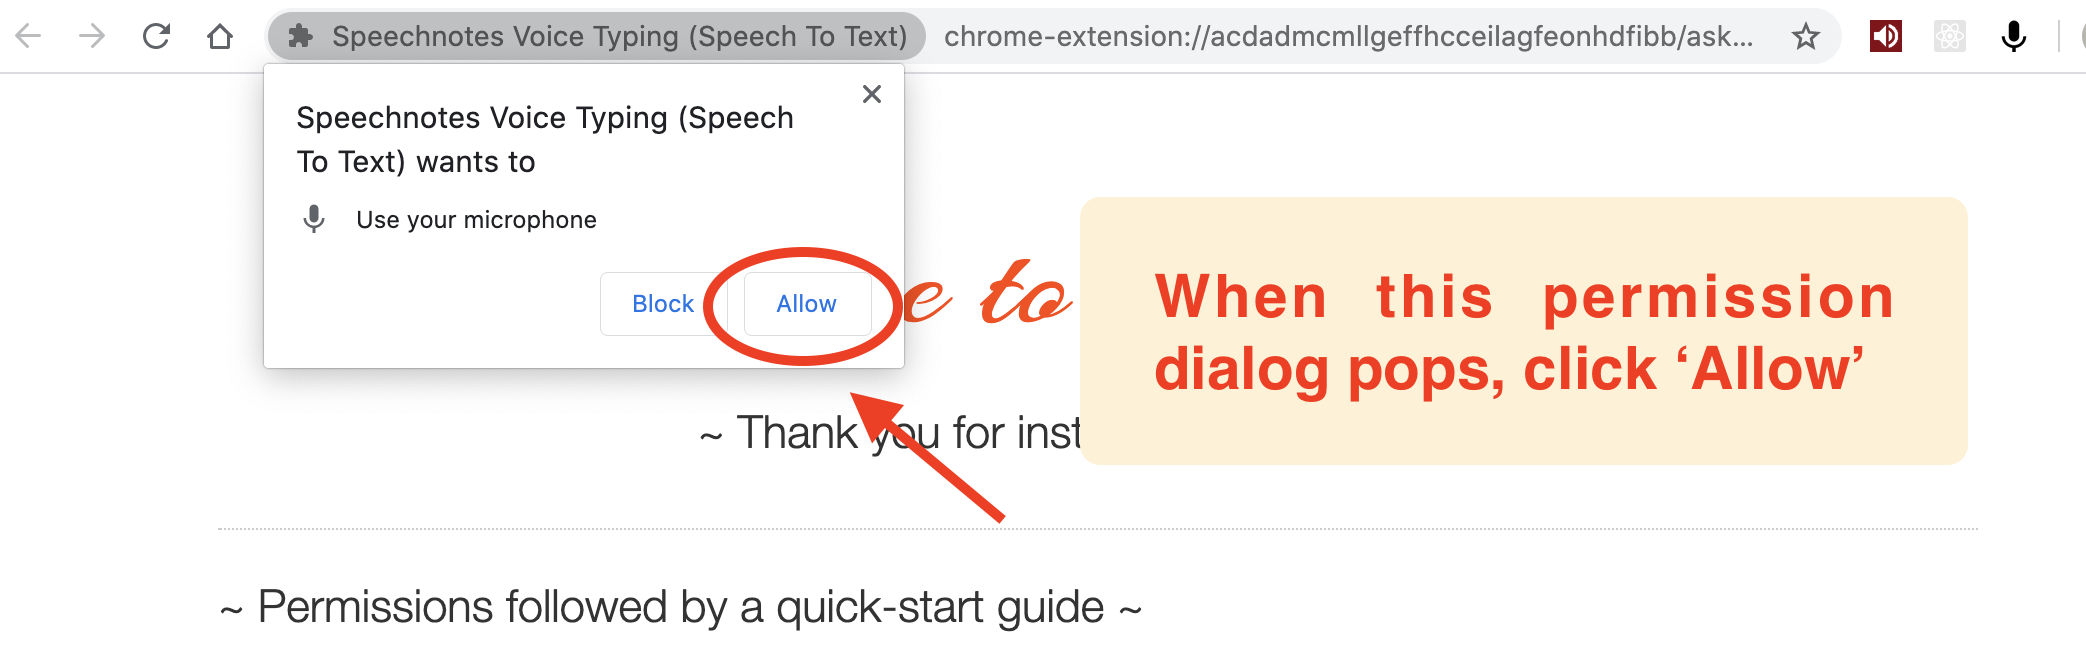 Speechnotes Voice Typing (Speech To Text) chrome-extension://acdadmcmllgeffhcceilagfeonhdfibb/ask...
Speechnotes Voice Typing (Speech
To Text) wants to
Use your microphone
Block Allow
to
When this permission
dialog pops, click ‘Allow’
~ Thank you for
~ Permissions followed by a quick-start guide ~